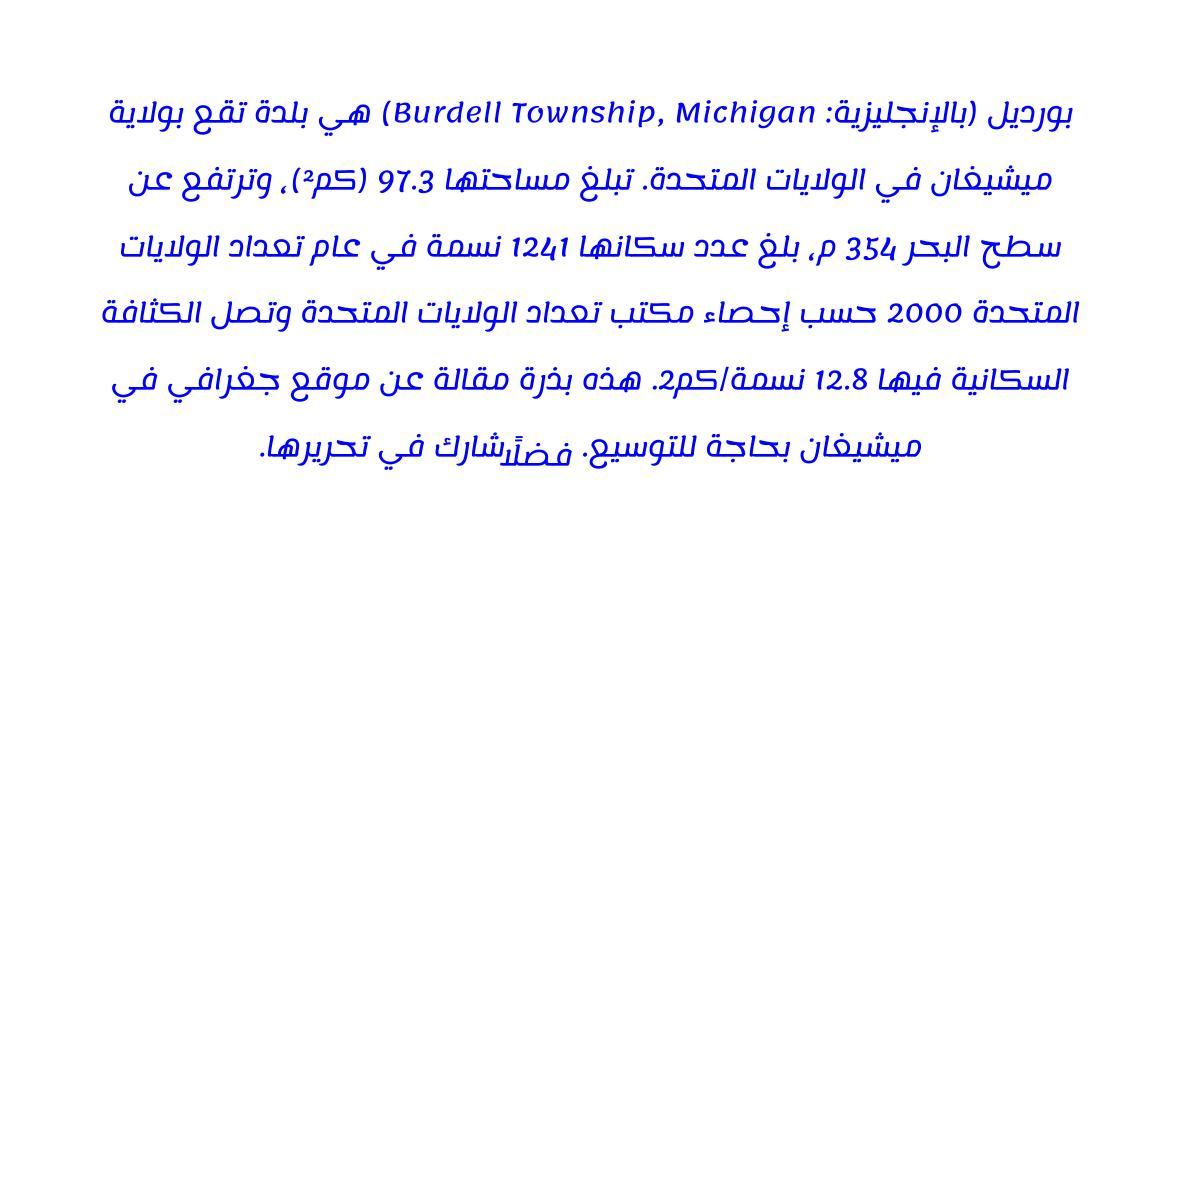 بورديل (بالإنجليزية: Burdell Township, Michigan) هي بلدة تقع بولاية
ميشيغان في الولايات المتحدة. تبلغ مساحتها 97.3 (كم²)، وترتفع عن
سطح البحر 354 م، بلغ عدد سكانها 1241 نسمة في عام تعداد الولايات
المتحدة 2000 حسب إحصاء مكتب تعداد الولايات المتحدة وتصل الكثافة
السكانية فيها 12.8 نسمة/كم2. هذه بذرة مقالة عن موقع جغرافي في
ميشيغان بحاجة للتوسيع. فضلًا شارك في تحريرها.